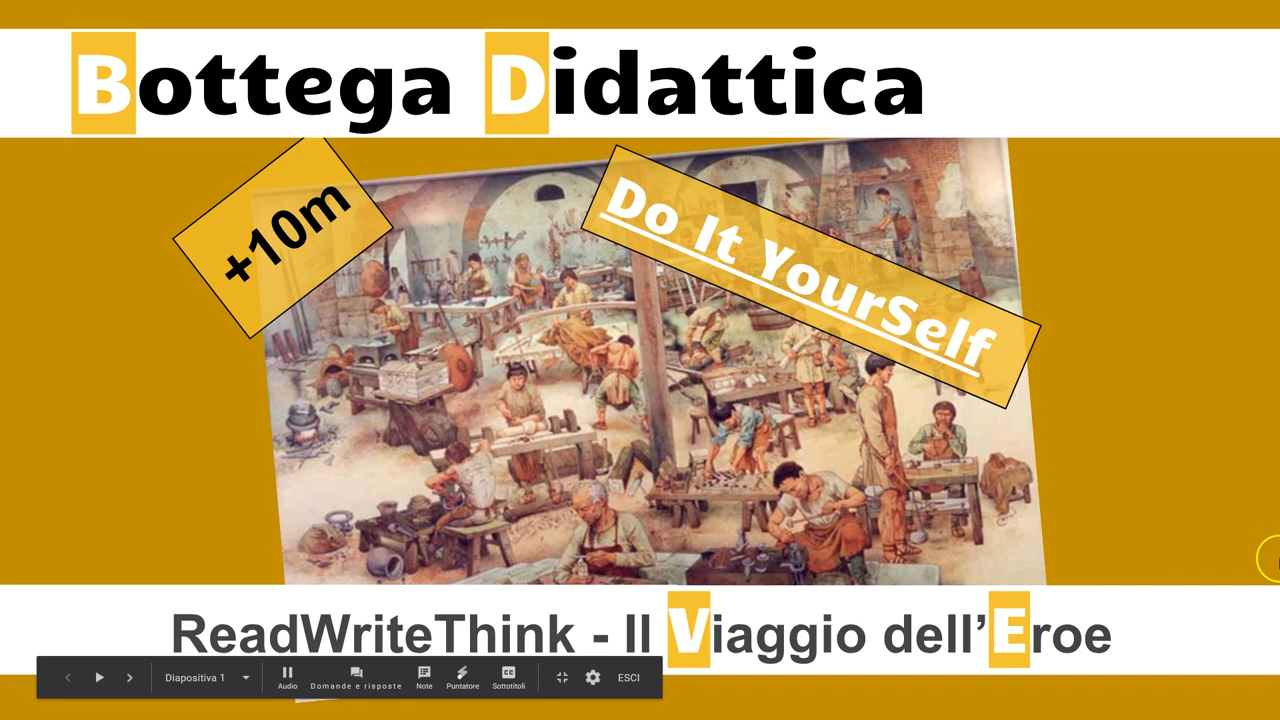 Bottega Didattica
+10m
Do It YourSelf
ReadWriteThink - Il Viaggio dell’Eroe
Diapositiva 1
Audio
Domande e risposte
Note
Puntatore
CC
Sottotitoli
ESCI